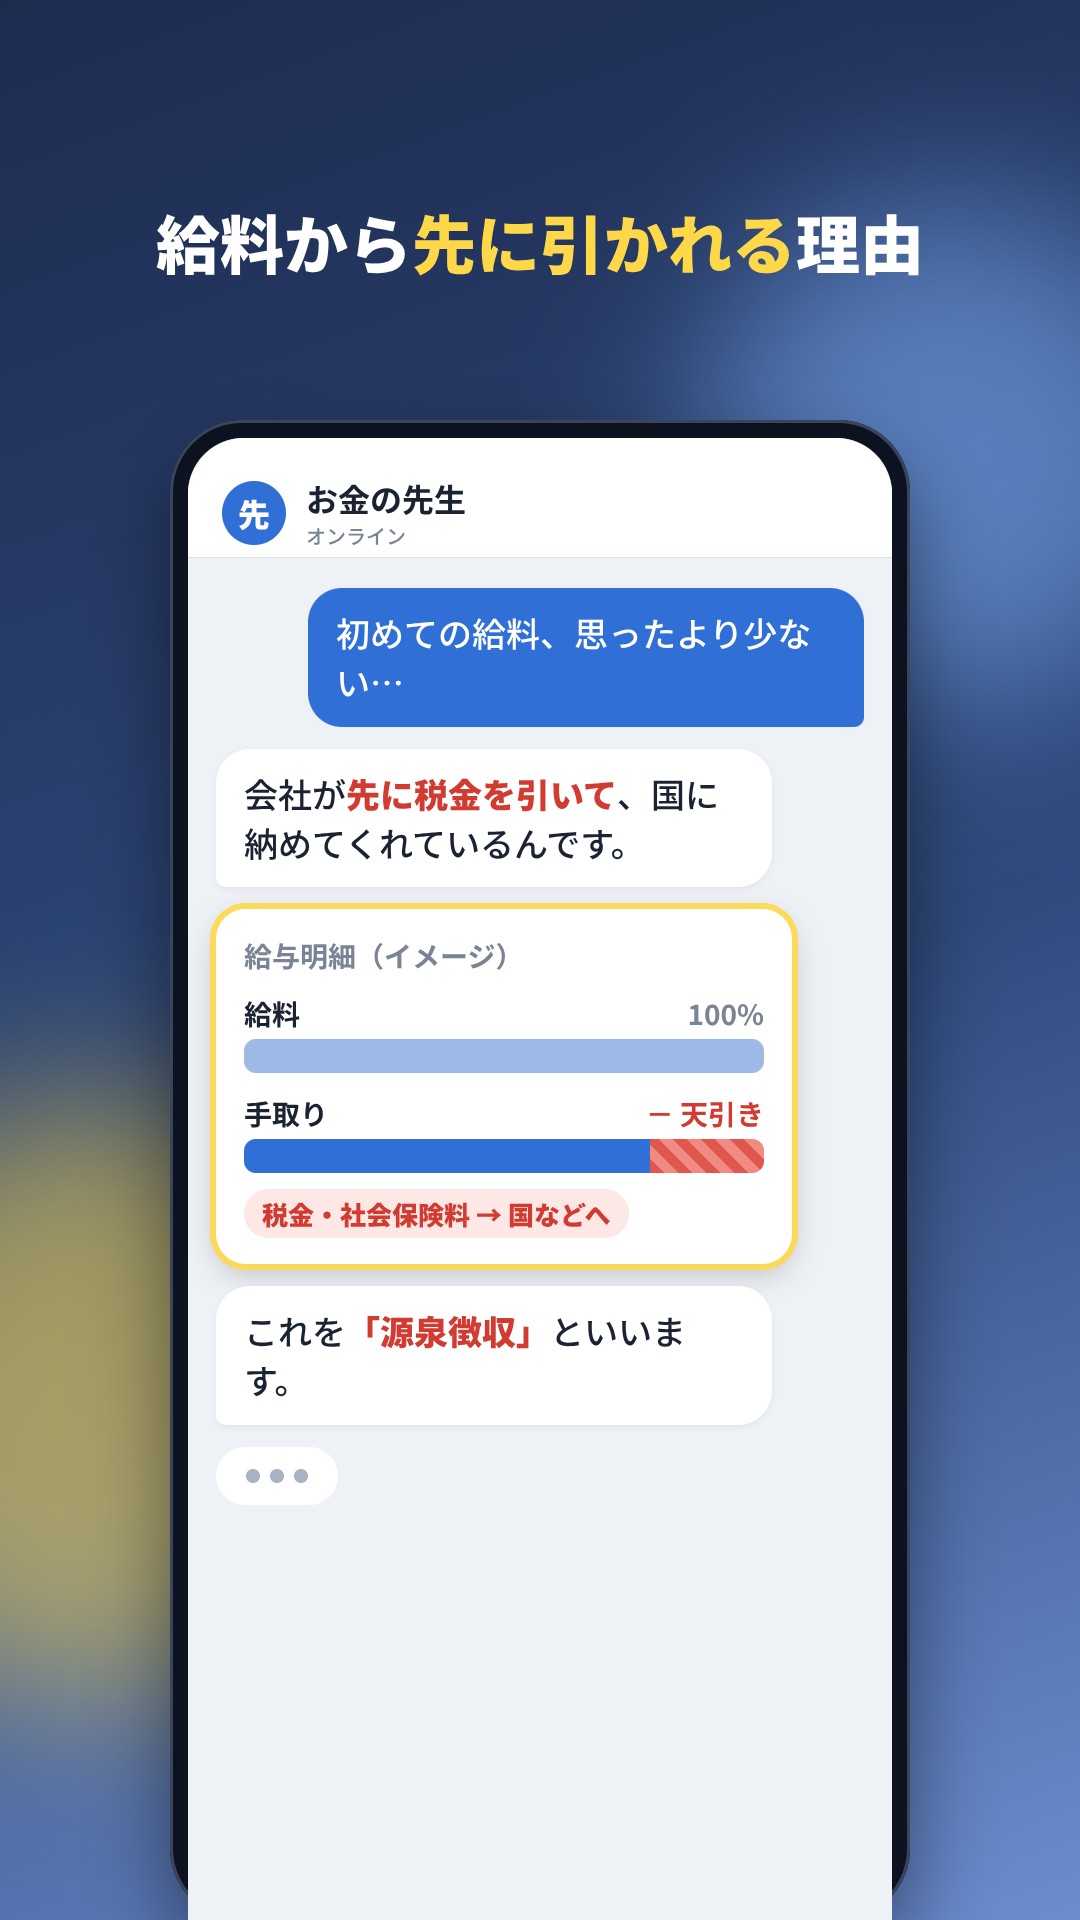 給料から先に引かれる理由
先
お金の先生
オンライン
初めての給料、思ったより少な
い…
会社が先に税金を引いて、国に
納めてくれているんです。
給与明細（イメージ）
給料 100%
手取り − 天引き
税金・社会保険料 → 国などへ
これを「源泉徴収」といいま
す。